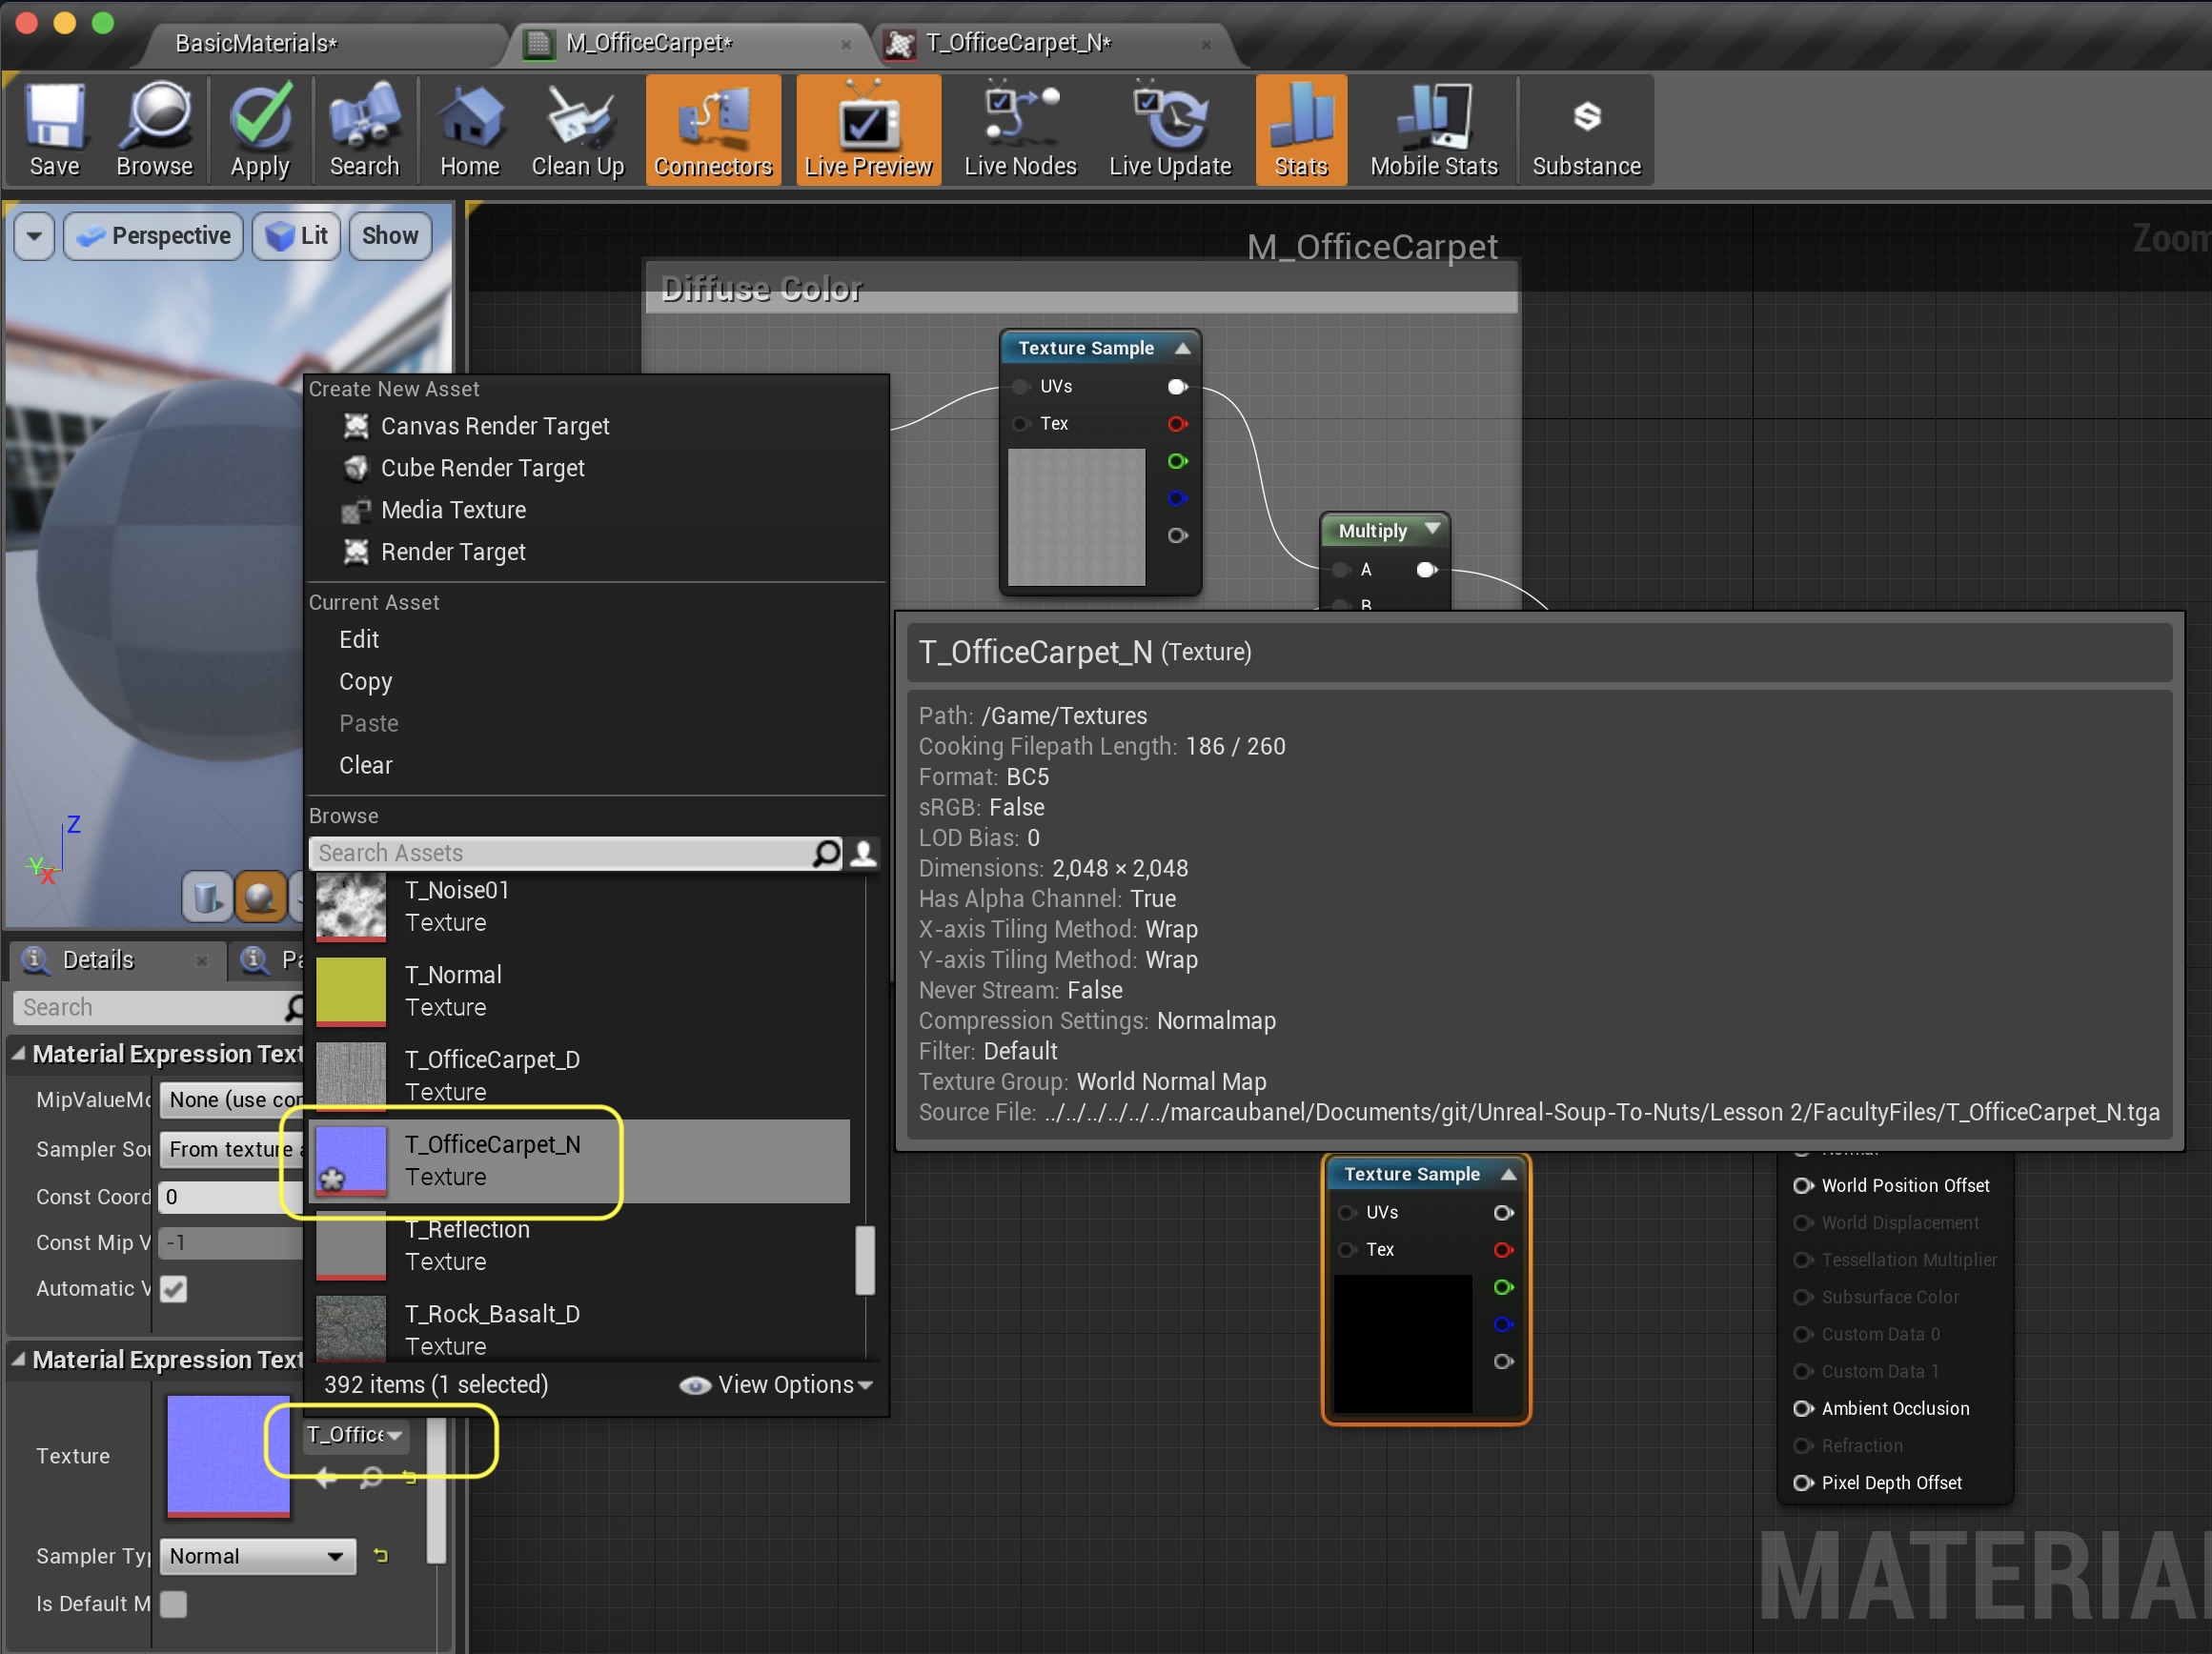 BasicMaterials*
M_OfficeCarpet*
T_OfficeCarpet_N*
Save
Browse
Apply
Search
Home
Clean Up
Connectors
Live Preview
Live Nodes
Live Update
Stats
Mobile Stats
Substance
Perspective
Lit
Show
M_OfficeCarpet
Zoom
Diffuse Color
Texture Sample
UVs
Tex
Multiply
A
B
Create New Asset
Canvas Render Target
Cube Render Target
Media Texture
Render Target
Current Asset
Edit
Copy
Paste
Clear
Browse
Search Assets
T_Noise01
Texture
T_Normal
Texture
T_OfficeCarpet_D
Texture
T_OfficeCarpet_N
Texture
T_Reflection
Texture
T_Rock_Basalt_D
Texture
392 items (1 selected)
View Options
T_OfficeCarpet_N (Texture)
Path: /Game/Textures
Cooking Filepath Length: 186 / 260
Format: BC5
sRGB: False
LOD Bias: 0
Dimensions: 2,048 × 2,048
Has Alpha Channel: True
X-axis Tiling Method: Wrap
Y-axis Tiling Method: Wrap
Never Stream: False
Compression Settings: Normalmap
Filter: Default
Texture Group: World Normal Map
Source File: ../../../../../../marcaubanel/Documents/git/Unreal-Soup-To-Nuts/Lesson 2/FacultyFiles/T_OfficeCarpet_N.tga
Z
Y
X
Details
Pa
Search
Material Expression Text
MipValueMo
None (use con
Sampler Sou
From texture a
Const Coord
0
Const Mip V
-1
Automatic V
Material Expression Text
Texture
T_Office
Sampler Typ
Normal
Is Default M
Texture Sample
UVs
Tex
Normal
World Position Offset
World Displacement
Tessellation Multiplier
Subsurface Color
Custom Data 0
Custom Data 1
Ambient Occlusion
Refraction
Pixel Depth Offset
MATERIAL